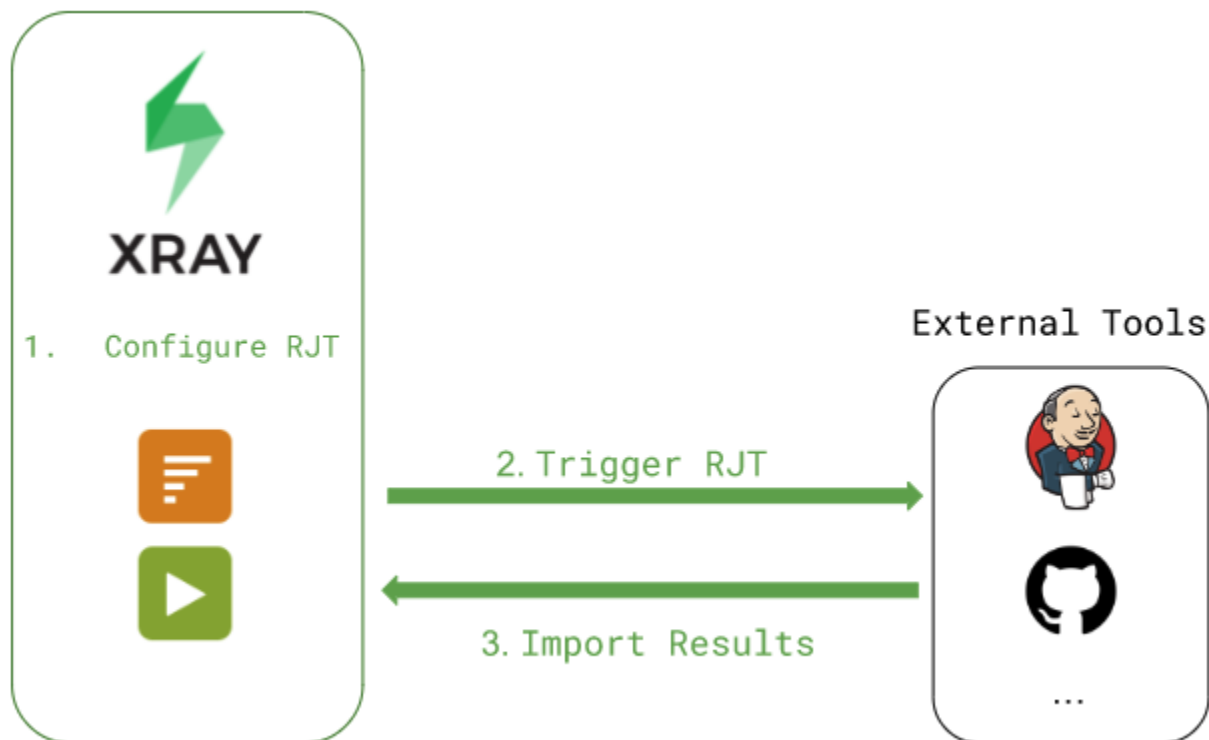 XRAY
1. Configure RJT
External Tools
2. Trigger RJT
3. Import Results
...